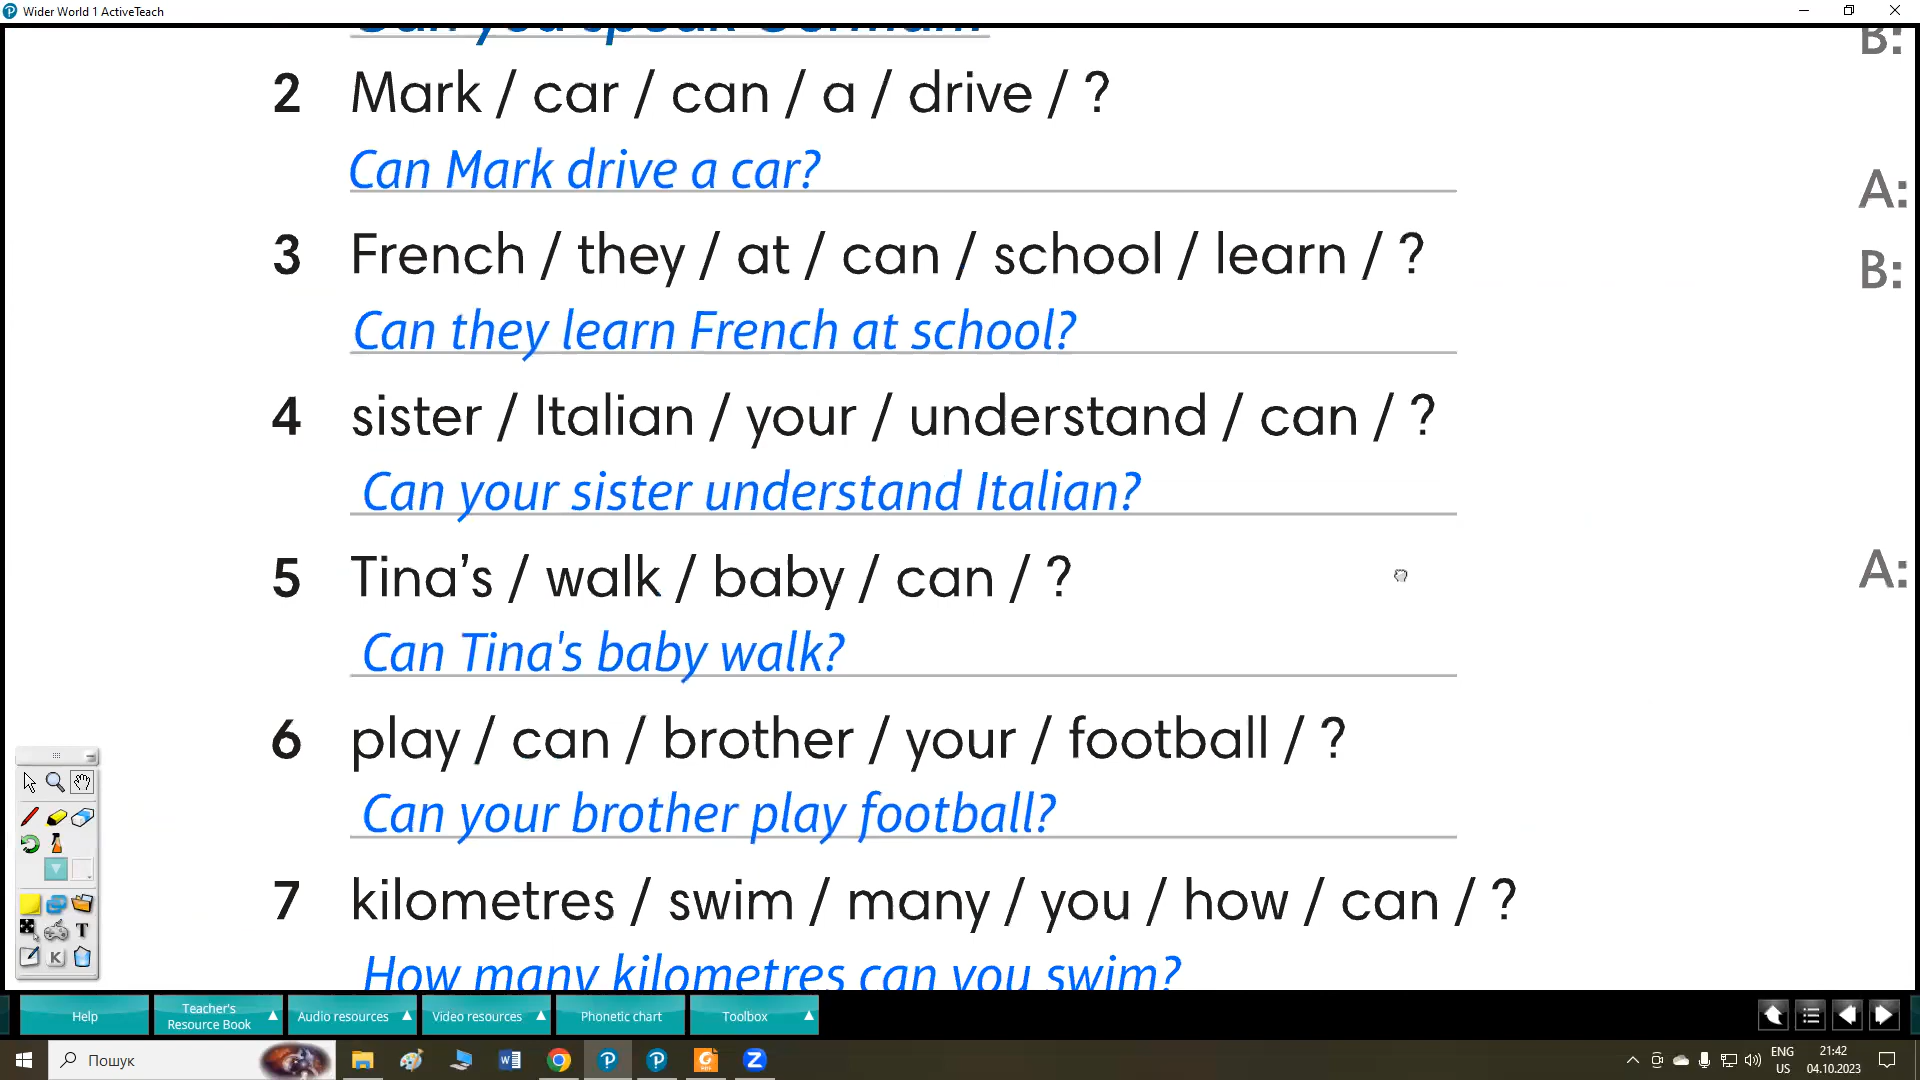 Wider World 1 ActiveTeach
Can you speak German?
B:
2 Mark / car / can / a / drive / ?
Can Mark drive a car?
A:
3 French / they / at / can / school / learn / ?
B:
Can they learn French at school?
4 sister / Italian / your / understand / can / ?
Can your sister understand Italian?
5 Tina’s / walk / baby / can / ?
A:
Can Tina's baby walk?
6 play / can / brother / your / football / ?
Can your brother play football?
7 kilometres / swim / many / you / how / can / ?
How many kilometres can you swim?
T
K
Help
Teacher's
Resource Book
Audio resources
Video resources
Phonetic chart
Toolbox
Пошук
ENG
US
21:42
04.10.2023